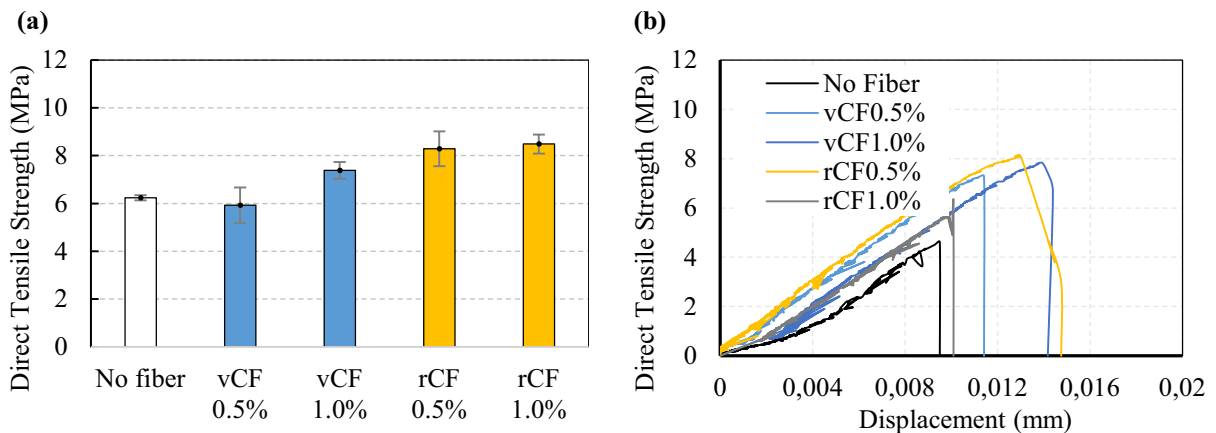 (a)
Direct Tensile Strength (MPa)
12
10
8
6
4
2
0
No fiber
vCF
0.5%
vCF
1.0%
rCF
0.5%
rCF
1.0%
(b)
Direct Tensile Strength (MPa)
12
10
8
6
4
2
0
No Fiber
vCF0.5%
vCF1.0%
rCF0.5%
rCF1.0%
0
0,004
0,008
0,012
0,016
0,02
Displacement (mm)